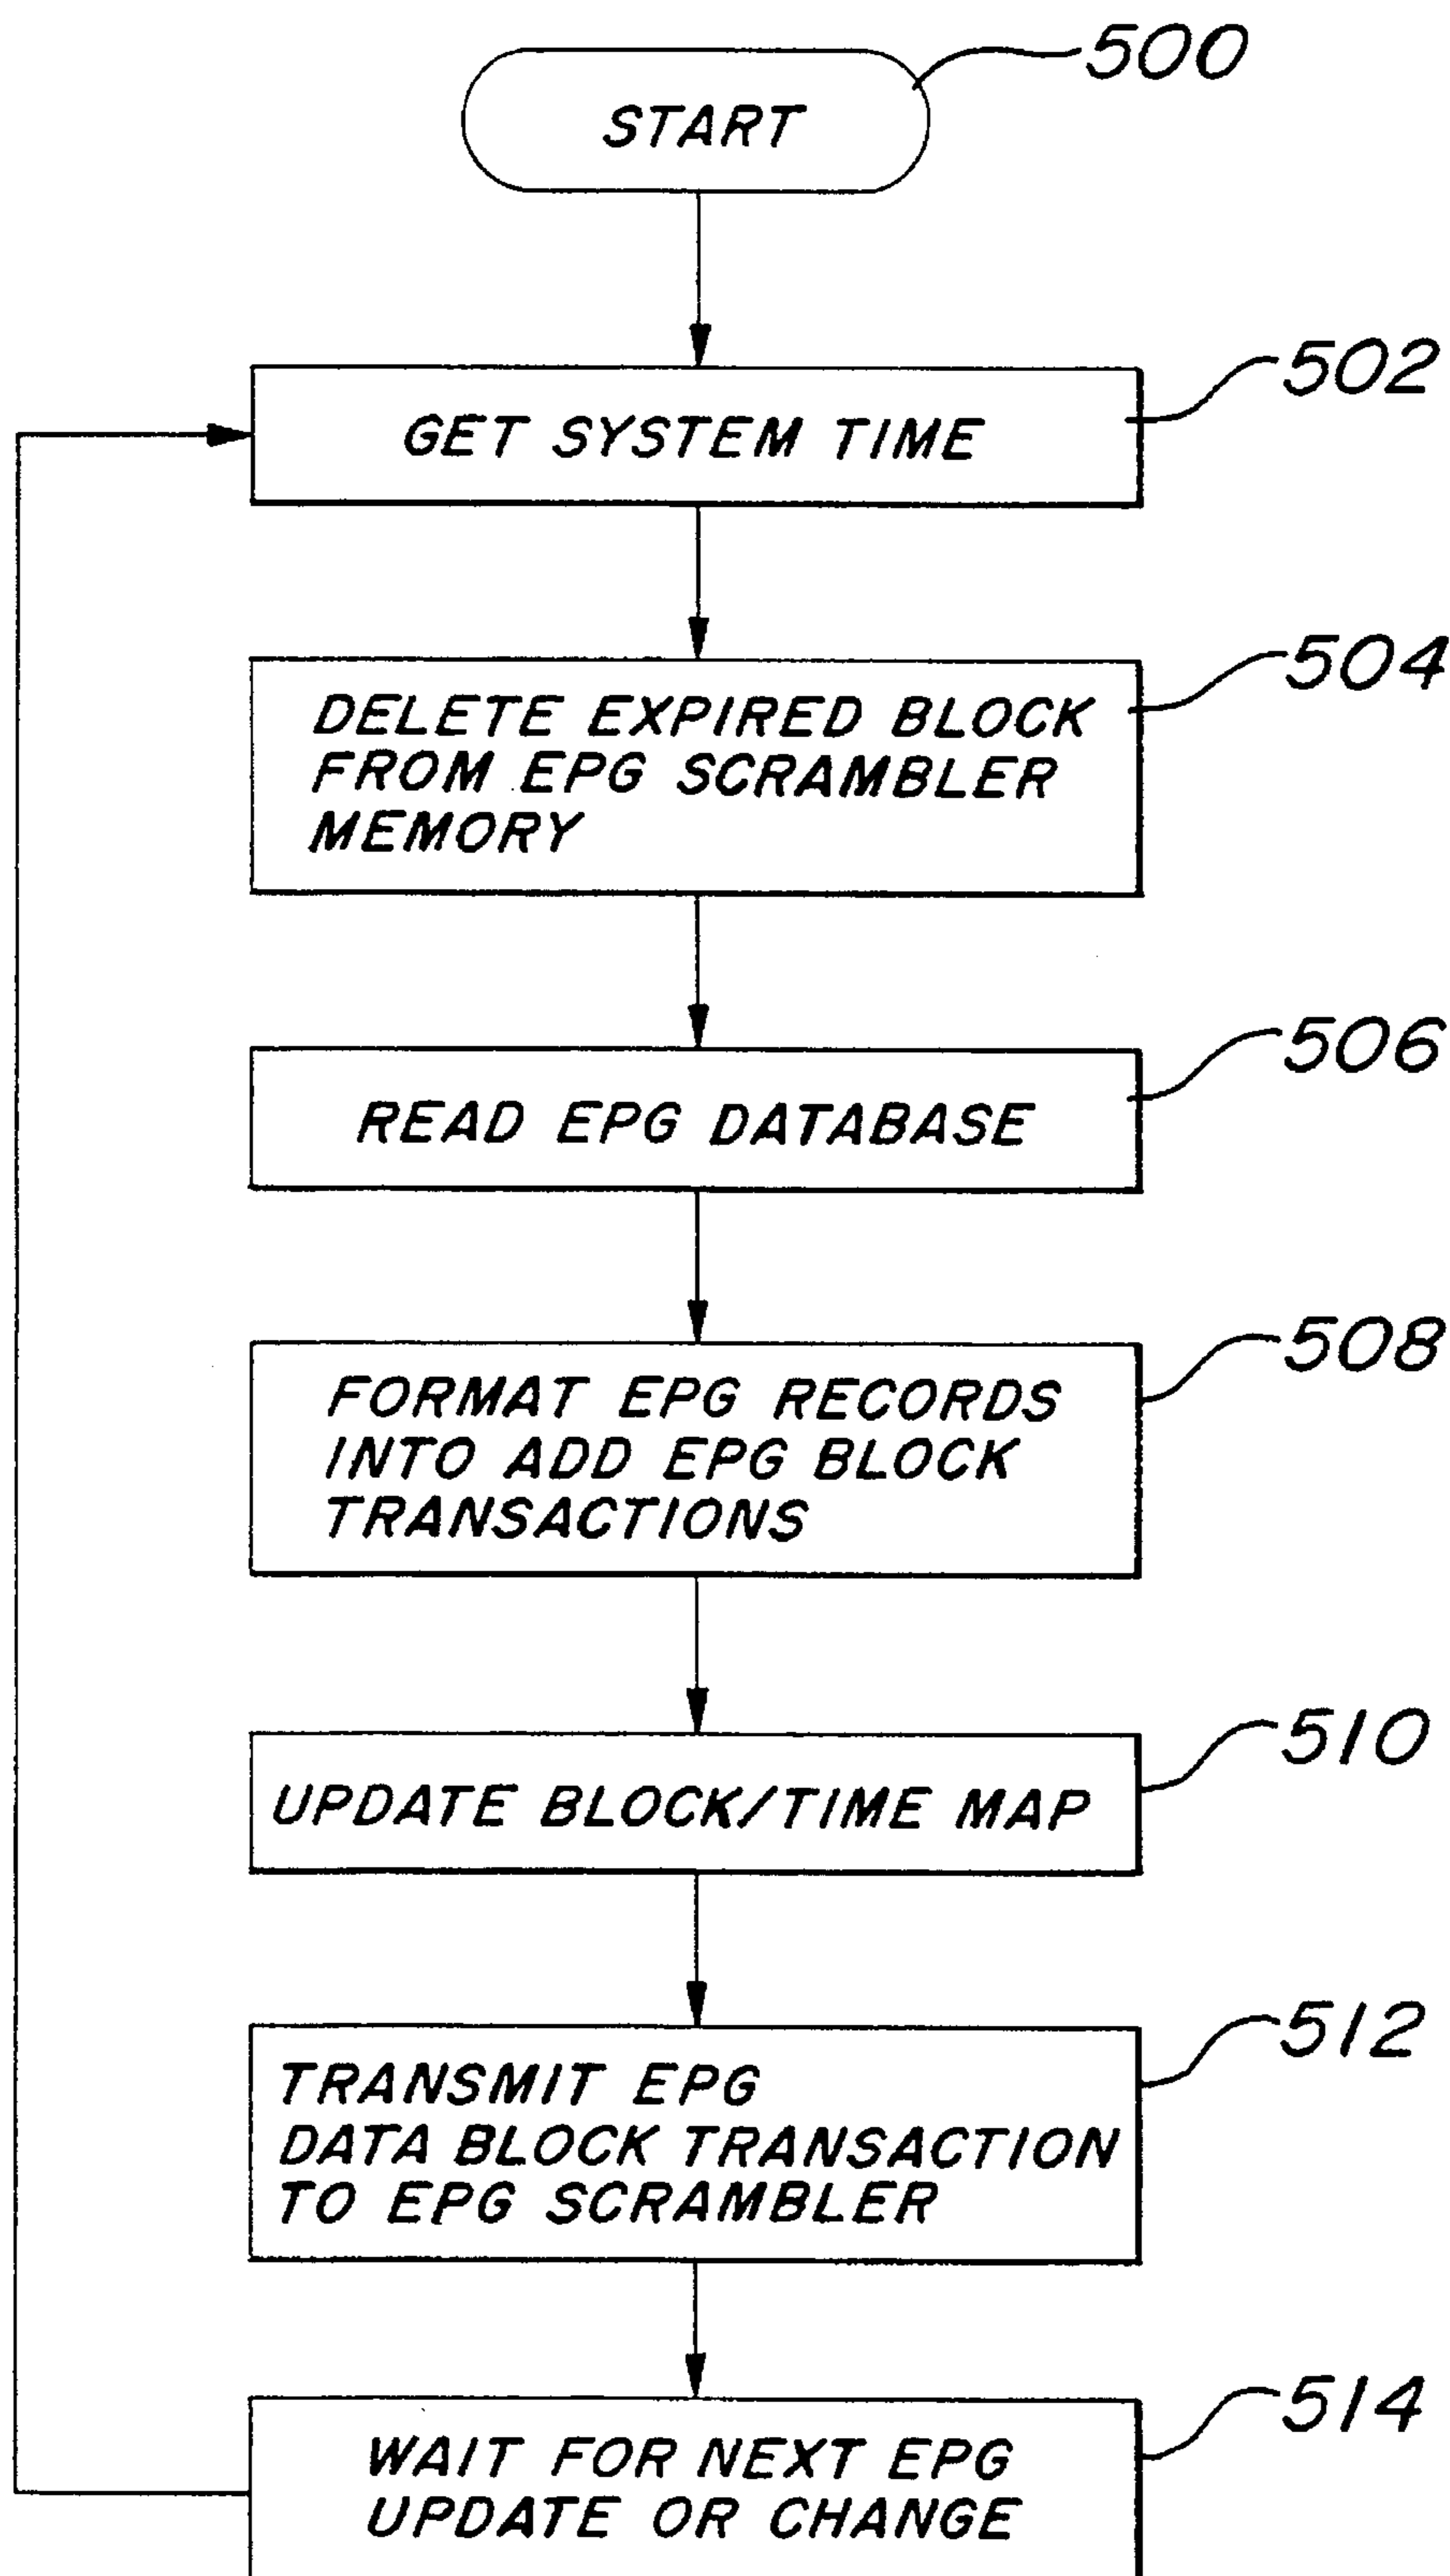 500
START
502
GET SYSTEM TIME
504
DELETE EXPIRED BLOCK
FROM EPG SCRAMBLER
MEMORY
506
READ EPG DATABASE
508
FORMAT EPG RECORDS
INTO ADD EPG BLOCK
TRANSACTIONS
510
UPDATE BLOCK/TIME MAP
512
TRANSMIT EPG
DATA BLOCK TRANSACTION
TO EPG SCRAMBLER
514
WAIT FOR NEXT EPG
UPDATE OR CHANGE